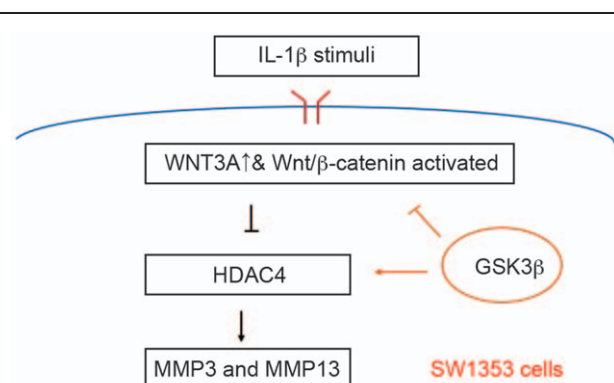 IL-1β stimuli
WNT3A↑& Wnt/β-catenin activated
HDAC4
GSK3β
MMP3 and MMP13
SW1353 cells